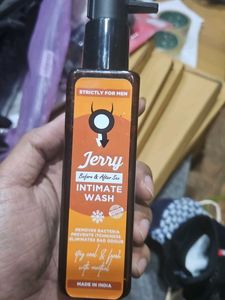 STRICTLY FOR MEN
Jerry
Before & After Sex
INTIMATE
WASH
REMOVES BACTERIA
PREVENTS ITCHINESS
ELIMINATES BAD ODOUR
Stay cool & fresh
with menthol
MADE IN INDIA